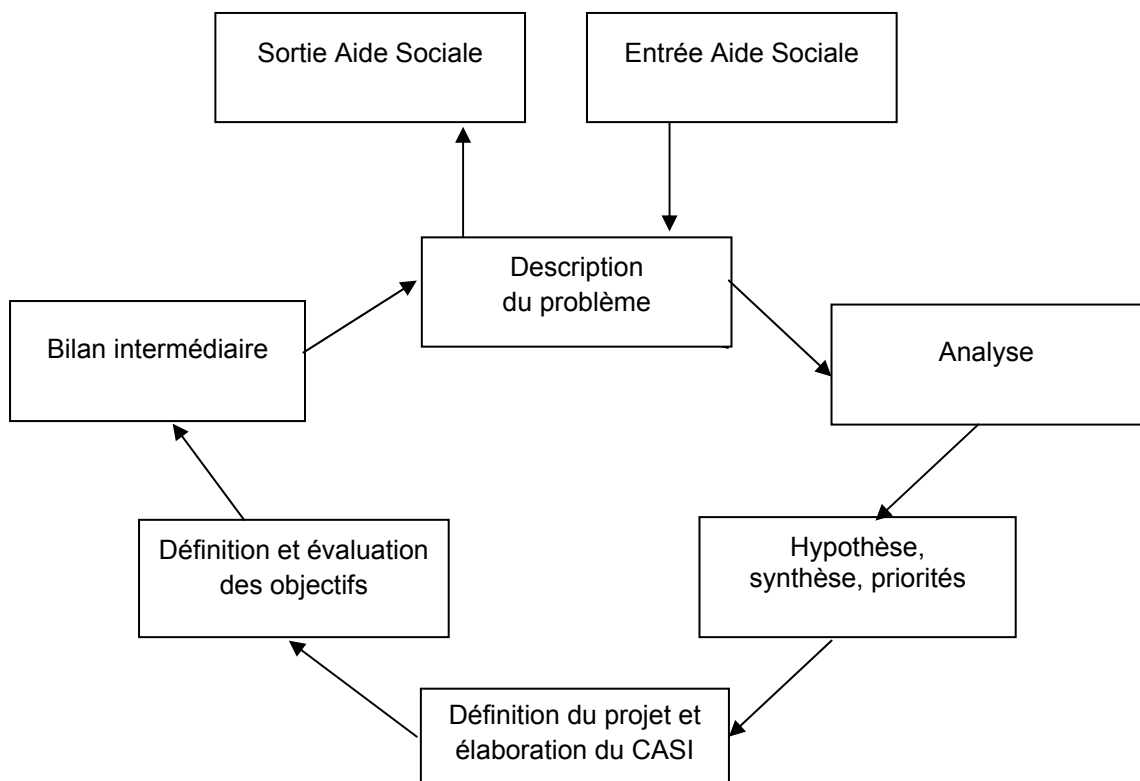 Sortie Aide Sociale
Entrée Aide Sociale
Description
du problème
Bilan intermédiaire
Analyse
Définition et évaluation
des objectifs
Hypothèse,
synthèse, priorités
Définition du projet et
élaboration du CASI